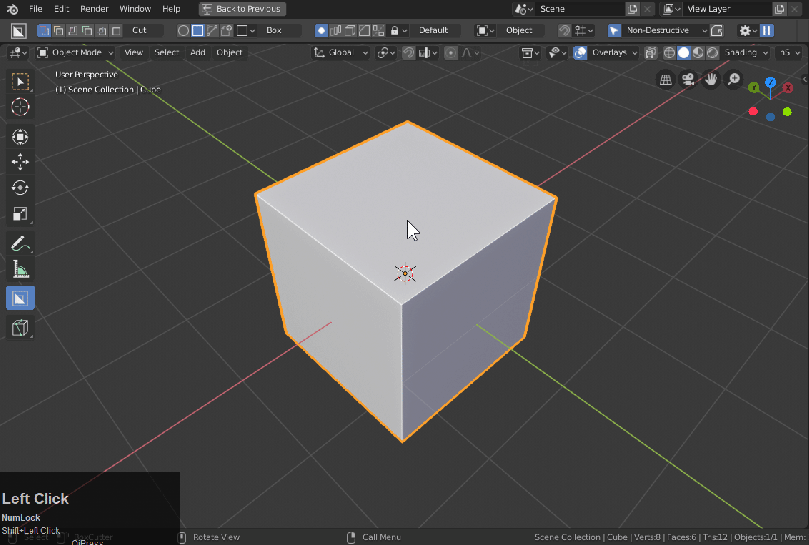 File Edit Render Window Help Back to Previous Scene View Layer
Cut Box Default Object Non-Destructive
Object Mode View Select Add Object Global Overlays Shading
User Perspective
(1) Scene Collection | Cube
Y Z X
Left Click
NumLock
Shift+Left Click
Select BoxCutter Rotate View Call Menu Scene Collection | Cube | Verts:8 | Faces:6 | Tris:12 | Objects:1/1 | Mem: